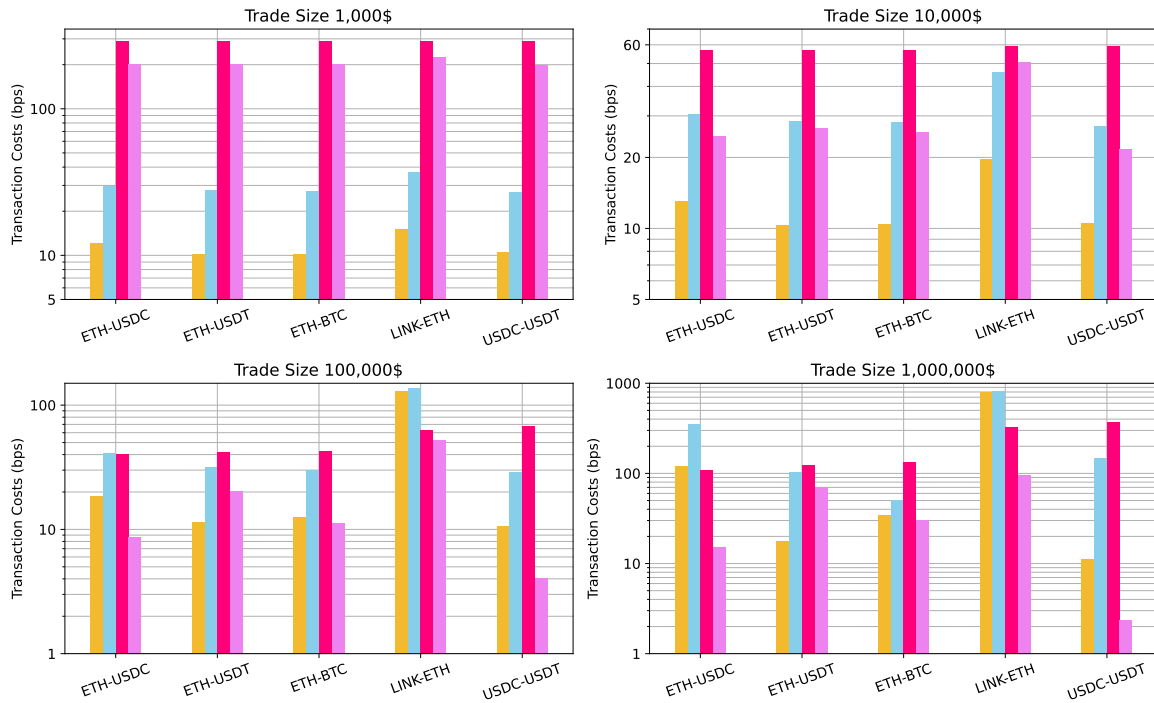 Trade Size 1,000$
Transaction Costs (bps)
100
10
5
ETH-USDC
ETH-USDT
ETH-BTC
LINK-ETH
USDC-USDT
Trade Size 10,000$
Transaction Costs (bps)
60
20
10
5
ETH-USDC
ETH-USDT
ETH-BTC
LINK-ETH
USDC-USDT
Trade Size 100,000$
Transaction Costs (bps)
100
10
1
ETH-USDC
ETH-USDT
ETH-BTC
LINK-ETH
USDC-USDT
Trade Size 1,000,000$
Transaction Costs (bps)
1000
100
10
1
ETH-USDC
ETH-USDT
ETH-BTC
LINK-ETH
USDC-USDT